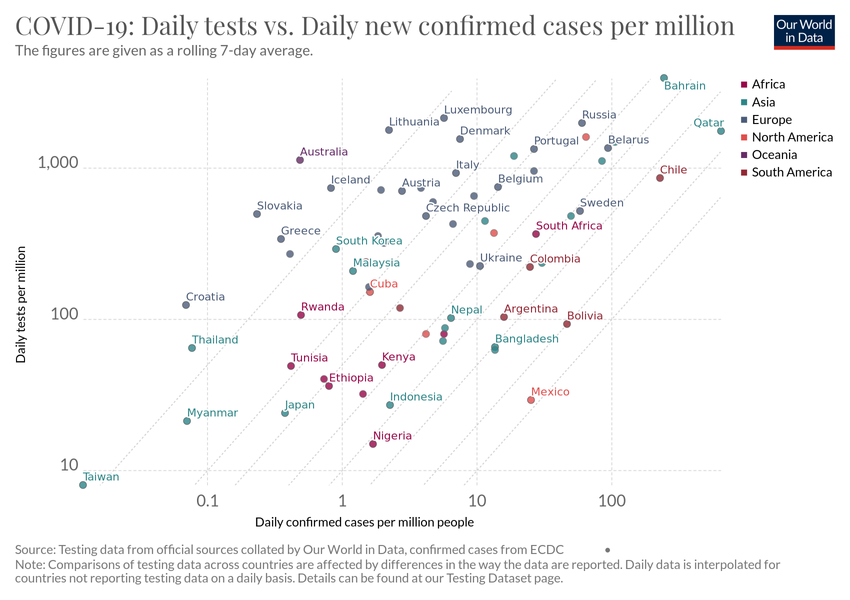 COVID-19: Daily tests vs. Daily new confirmed cases per million
The figures are given as a rolling 7-day average.
Our World
in Data
Africa
Asia
Europe
North America
Oceania
South America
Daily tests per million
1,000
100
10
Bahrain
Luxembourg
Lithuania
Russia
Qatar
Denmark
Portugal
Belarus
Australia
Italy
Chile
Iceland
Austria
Belgium
Slovakia
Czech Republic
Sweden
Greece
South Korea
South Africa
Malaysia
Ukraine
Colombia
Cuba
Croatia
Rwanda
Nepal
Argentina
Bolivia
Thailand
Bangladesh
Tunisia
Kenya
Ethiopia
Mexico
Indonesia
Japan
Myanmar
Nigeria
Taiwan
0.1
1
10
100
Daily confirmed cases per million people
Source: Testing data from official sources collated by Our World in Data, confirmed cases from ECDC
Note: Comparisons of testing data across countries are affected by differences in the way the data are reported. Daily data is interpolated for
countries not reporting testing data on a daily basis. Details can be found at our Testing Dataset page.